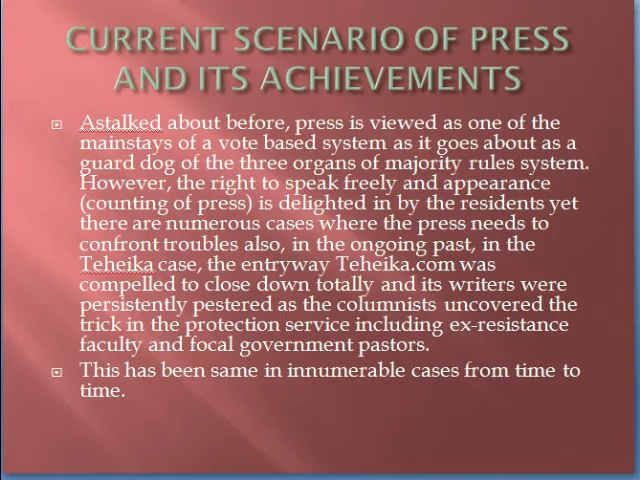 CURRENT SCENARIO OF PRESS
AND ITS ACHIEVEMENTS
Astalked about before, press is viewed as one of the
mainstays of a vote based system as it goes about as a
guard dog of the three organs of majority rules system.
However, the right to speak freely and appearance
(counting of press) is delighted in by the residents yet
there are numerous cases where the press needs to
confront troubles also, in the ongoing past, in the
Teheika case, the entryway Teheika.com was
compelled to close down totally and its writers were
persistently pestered as the columnists uncovered the
trick in the protection service including ex-resistance
faculty and focal government pastors.
This has been same in innumerable cases from time to
time.